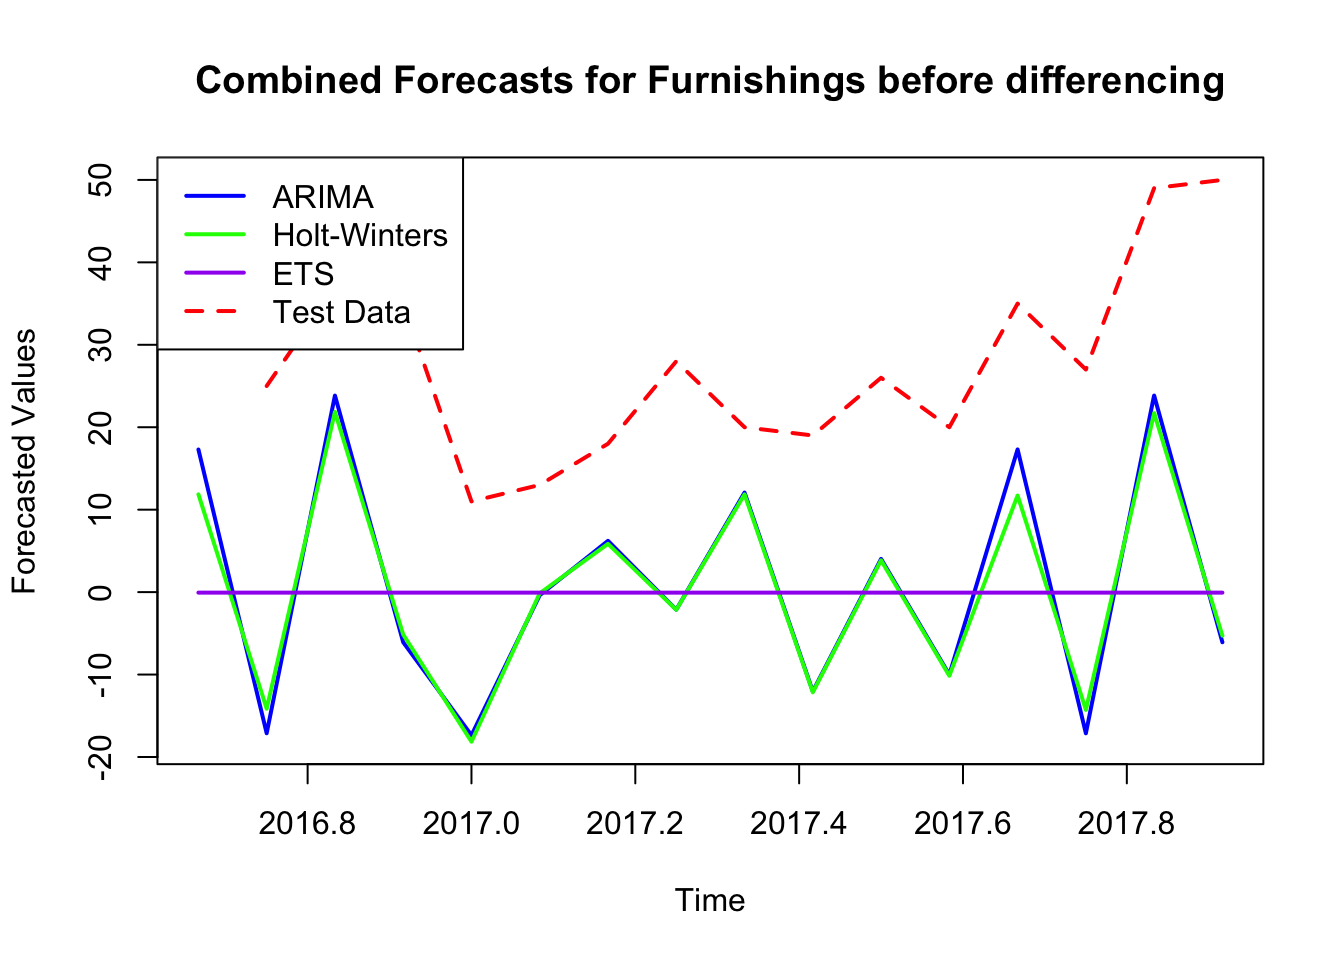 Combined Forecasts for Furnishings before differencing
ARIMA
Holt-Winters
ETS
Test Data
Forecasted Values
50
40
30
20
10
0
-10
-20
2016.8 2017.0 2017.2 2017.4 2017.6 2017.8
Time